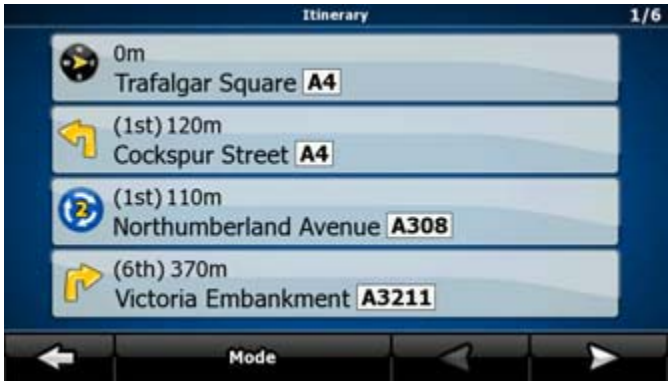 Itinerary
1/6
0m
Trafalgar Square A4
(1st) 120m
Cockspur Street A4
2
(1st) 110m
Northumberland Avenue A308
(6th) 370m
Victoria Embankment A3211
Mode